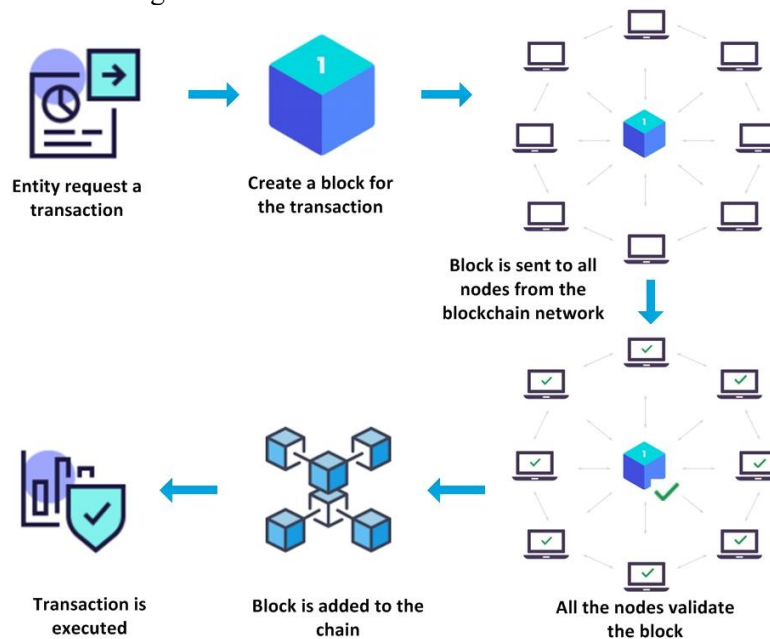 Entity request a
transaction
Create a block for
the transaction
1
1
Block is sent to all
nodes from the
blockchain network
1
All the nodes validate
the block
Block is added to the
chain
Transaction is
executed